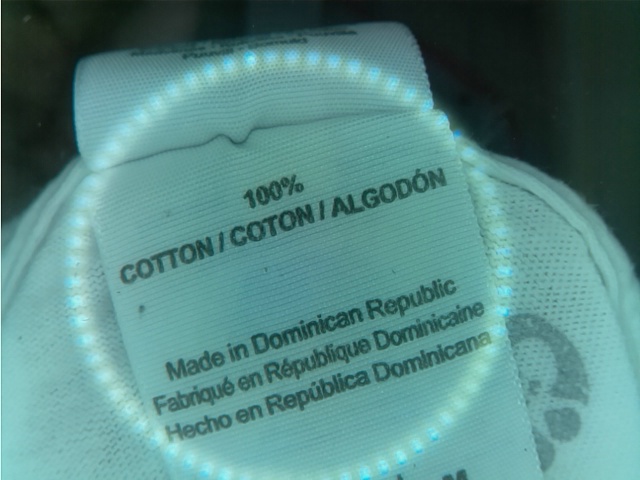 100%
COTTON / COTON / ALGODÓN
Made in Dominican Republic
Fabriqué en République Dominicaine
Hecho en República Dominicana
M